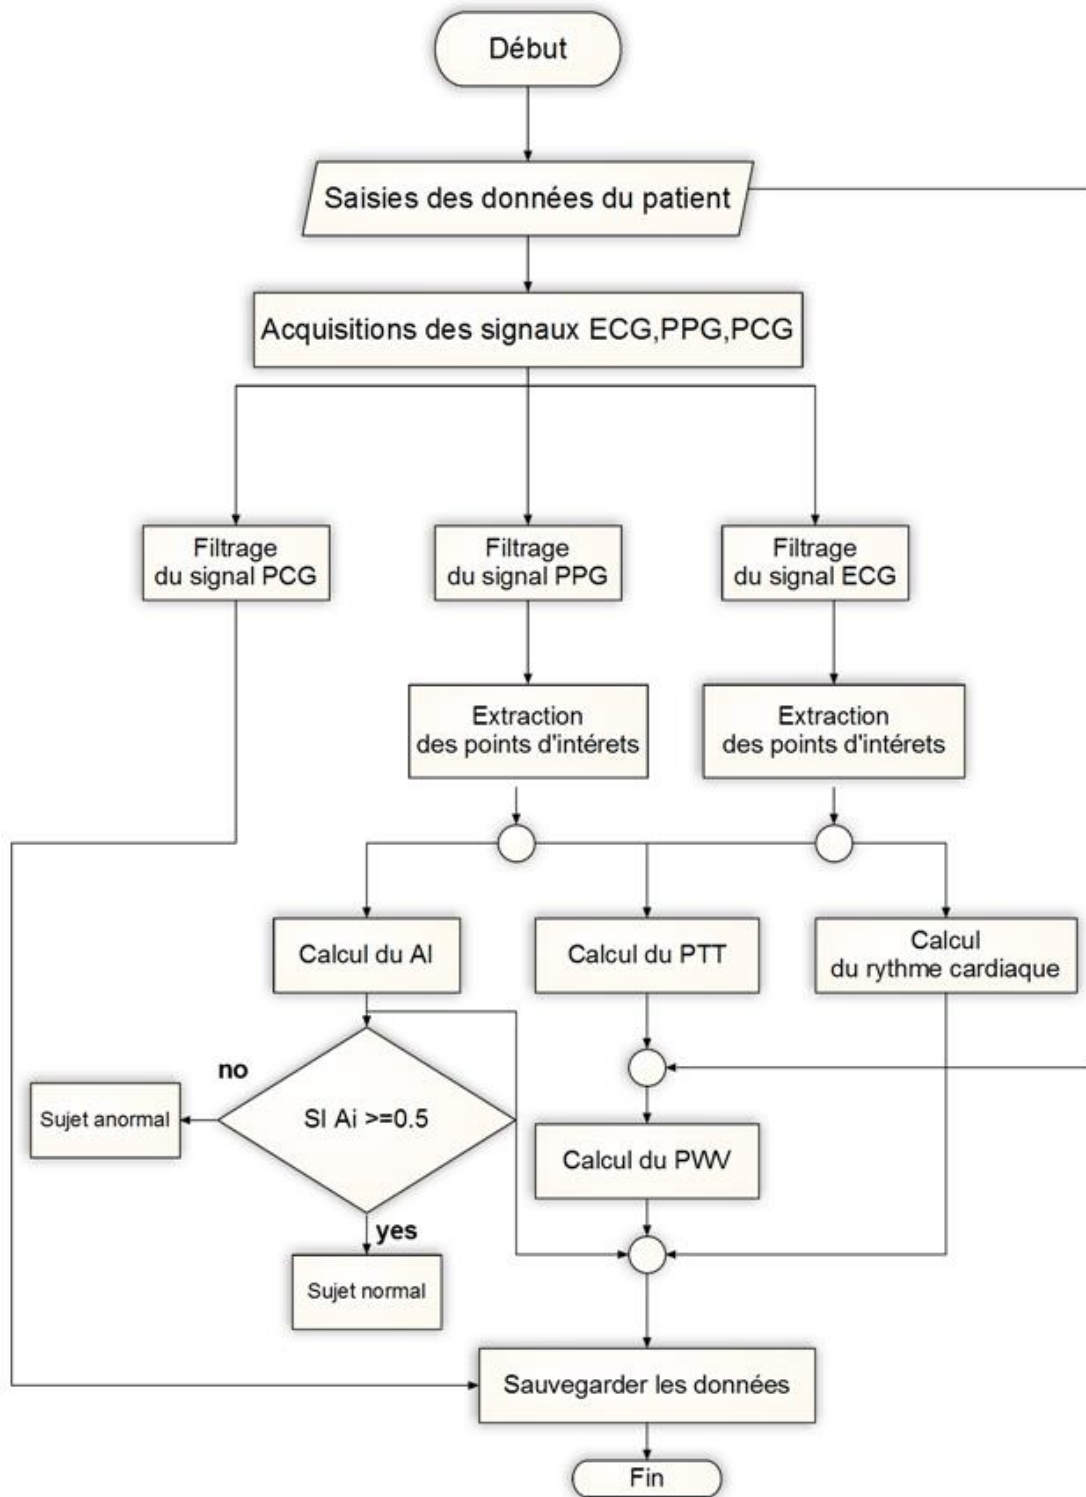 Début
Saisies des données du patient
Acquisitions des signaux ECG,PPG,PCG
Filtrage
du signal PCG
Filtrage
du signal PPG
Filtrage
du signal ECG
Extraction
des points d'intérets
Extraction
des points d'intérets
Calcul du AI
Calcul du PTT
Calcul
du rythme cardiaque
no
Sujet anormal
SI Ai >=0.5
Calcul du PWV
yes
Sujet normal
Sauvegarder les données
Fin